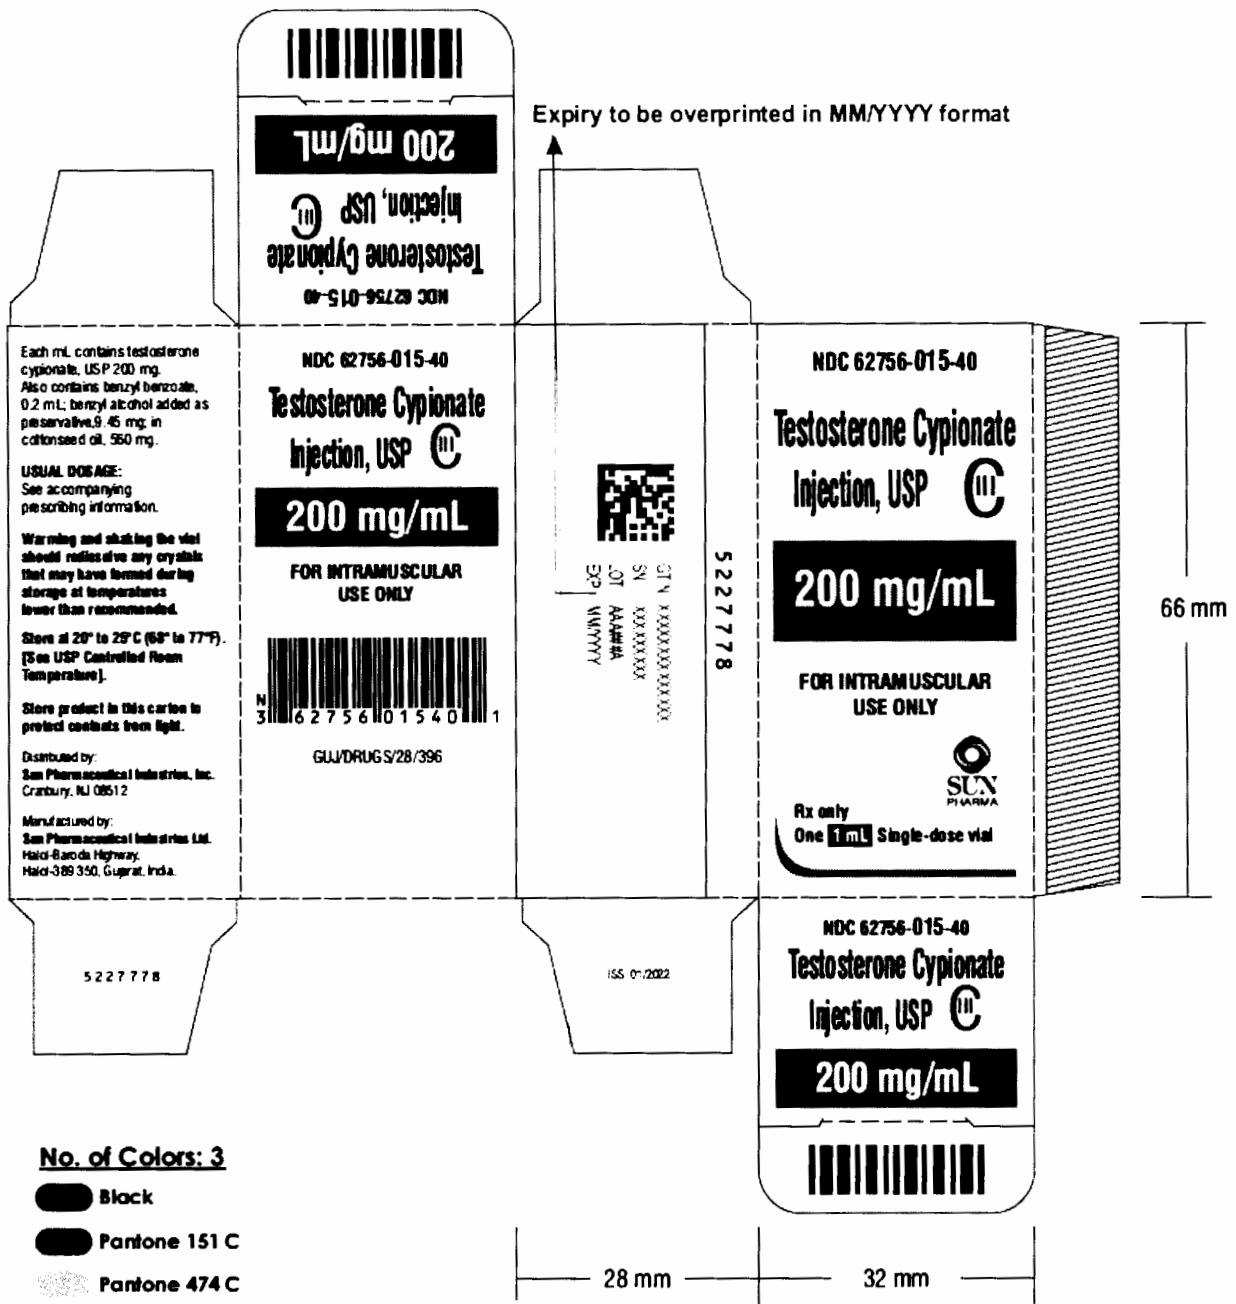 Expiry to be overprinted in MM/YYYY format
200 mg/mL
Injection, USP CIII
Testosterone Cypionate
NDC 62756-015-40
Each mL contains testosterone
cypionate, USP 200 mg.
Also contains benzyl benzoate,
0.2 mL; benzyl alcohol added as
preservative,9.45 mg; in
cottonseed oil, 560 mg.
USUAL DOSAGE:
See accompanying
prescribing information.
Warming and shaking the vial
should redissolve any crystals
that may have formed during
storage at temperatures
lower than recommended.
Store at 20° to 25°C (68° to 77°F).
[See USP Controlled Room
Temperature].
Store product in this carton to
protect contents from light.
Distributed by:
Sun Pharmaceutical Industries, Inc.
Cranbury, NJ 08512
Manufactured by:
Sun Pharmaceutical Industries Ltd.
Halol-Baroda Highway,
Halol-389 350, Gujarat, India.
5227778
NDC 62756-015-40
Testosterone Cypionate
Injection, USP CIII
200 mg/mL
FOR INTRAMUSCULAR
USE ONLY
N
3 62756 01540 1
GUJ/DRUGS/28/396
GTIN XXXXXXXXXXXXXX
SN XXXXXXXX
LOT AAA###A
EXP MM/YYYY
5227778
ISS 01/2022
NDC 62756-015-40
Testosterone Cypionate
Injection, USP CIII
200 mg/mL
FOR INTRAMUSCULAR
USE ONLY
SUN
PHARMA
Rx only
One 1 mL Single-dose vial
66 mm
NDC 62756-015-40
Testosterone Cypionate
Injection, USP CIII
200 mg/mL
No. of Colors: 3
Black
Pantone 151 C
Pantone 474 C
28 mm
32 mm